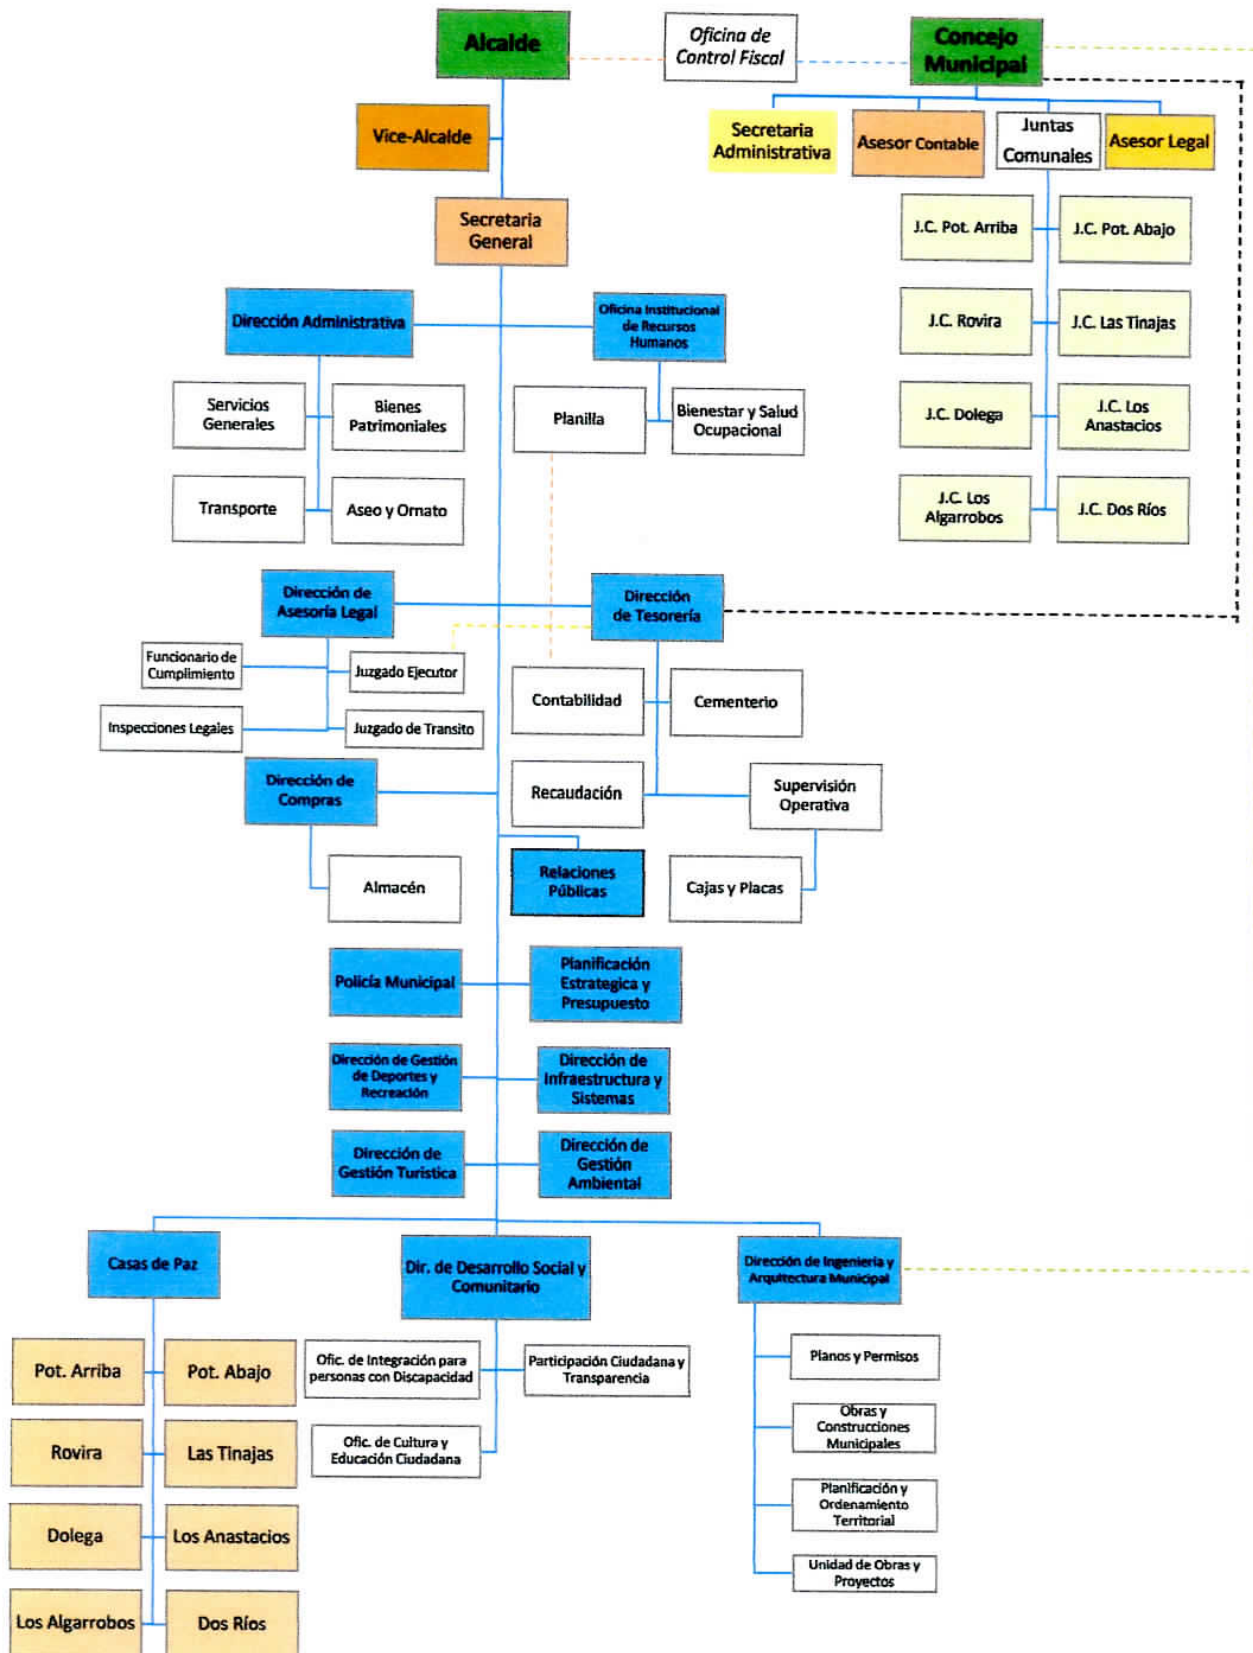 Alcalde
Oficina de
Control Fiscal
Concejo
Municipal
Vice-Alcalde
Secretaria
Administrativa
Asesor Contable
Juntas
Comunales
Asesor Legal
Secretaria
General
J.C. Pot. Arriba
J.C. Pot. Abajo
Dirección Administrativa
Oficina Institucional
de Recursos
Humanos
J.C. Rovira
J.C. Las Tinajas
Servicios
Generales
Bienes
Patrimoniales
Planilla
Bienestar y Salud
Ocupacional
J.C. Dolega
J.C. Los
Anastacios
Transporte
Aseo y Ornato
J.C. Los
Algarrobos
J.C. Dos Ríos
Dirección de
Asesoría Legal
Dirección
de Tesorería
Funcionario de
Cumplimiento
Juzgado Ejecutor
Contabilidad
Cementerio
Inspecciones Legales
Juzgado de Transito
Dirección de
Compras
Recaudación
Supervisión
Operativa
Almacén
Relaciones
Públicas
Cajas y Placas
Policía Municipal
Planificación
Estrategica y
Presupuesto
Dirección de Gestión
de Deportes y
Recreación
Dirección de
Infraestructura y
Sistemas
Dirección de
Gestión Turistica
Dirección de
Gestión
Ambiental
Casas de Paz
Dir. de Desarrollo Social y
Comunitario
Dirección de Ingenieria y
Arquitectura Municipal
Pot. Arriba
Pot. Abajo
Ofic. de Integración para
personas con Discapacidad
Participación Ciudadana y
Transparencia
Planos y Permisos
Rovira
Las Tinajas
Ofic. de Cultura y
Educación Ciudadana
Obras y
Construcciones
Municipales
Dolega
Los Anastacios
Planificación y
Ordenamiento
Territorial
Los Algarrobos
Dos Ríos
Unidad de Obras y
Proyectos